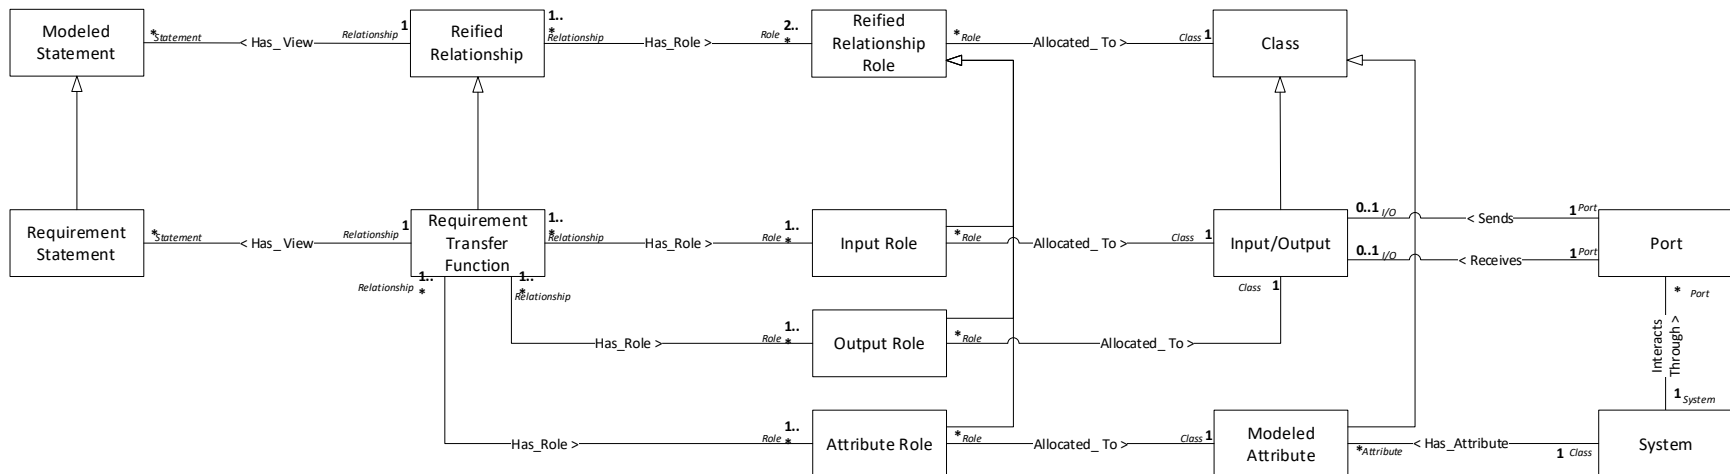 Modeled
Statement
*
Statement
< Has_ View
Relationship
1
Reified
Relationship
1..
*
Relationship
Has_Role >
Role
2..
*
Reified
Relationship
Role
*
Role
Allocated_ To >
Class
1
Class
Requirement
Statement
*
Statement
< Has_View
Relationship
1
Requirement
Transfer
Function
1..
*
Relationship
Has_Role >
Role
1..
*
Input Role
*
Role
Allocated_ To >
Class
1
Input/Output
0..1
I/O
< Sends
1
Port
0..1
I/O
< Receives
1
Port
Port
Relationship
1..
*
1..
*
Relationship
Has_Role >
Role
1..
*
Output Role
*
Role
Allocated_ To >
Class
1
*
Port
Interacts
Through >
1
System
Has_Role >
Role
1..
*
Attribute Role
*
Role
Allocated_ To >
Class
1
Modeled
Attribute
*
Attribute
< Has_Attribute
1
Class
System